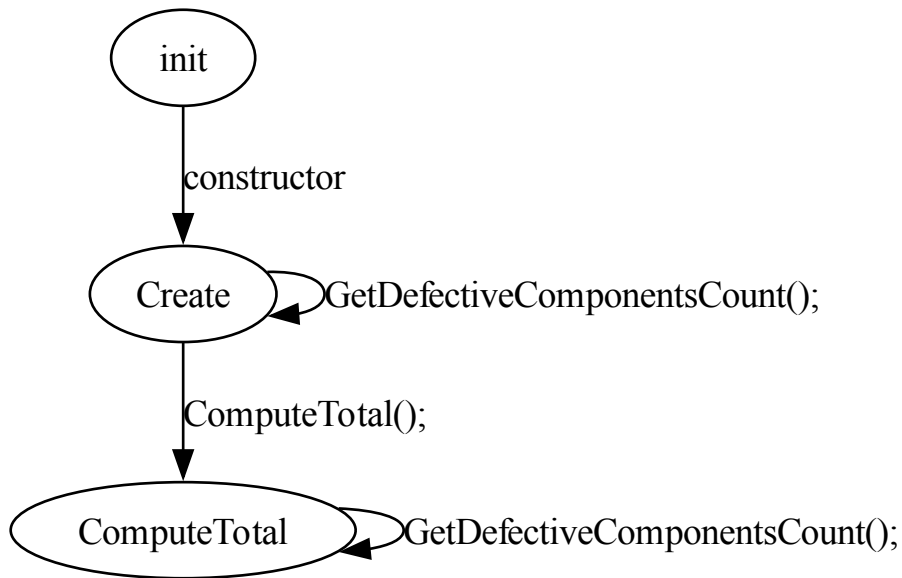 init
constructor
Create
GetDefectiveComponentsCount();
ComputeTotal();
ComputeTotal
GetDefectiveComponentsCount();